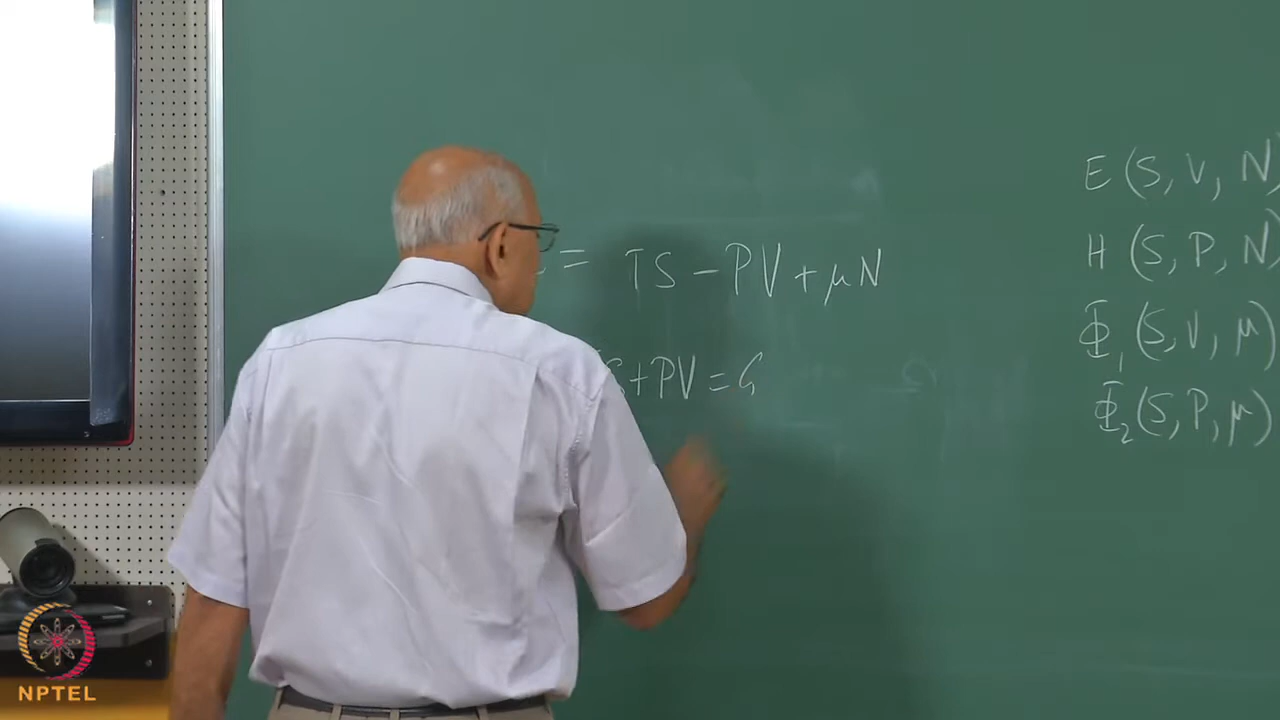 = TS - PV + μN
S + PV = G
E (S, V, N)
H (S, P, N)
Φ₁ (S, V, μ)
Φ₂ (S, P, μ)
NPTEL